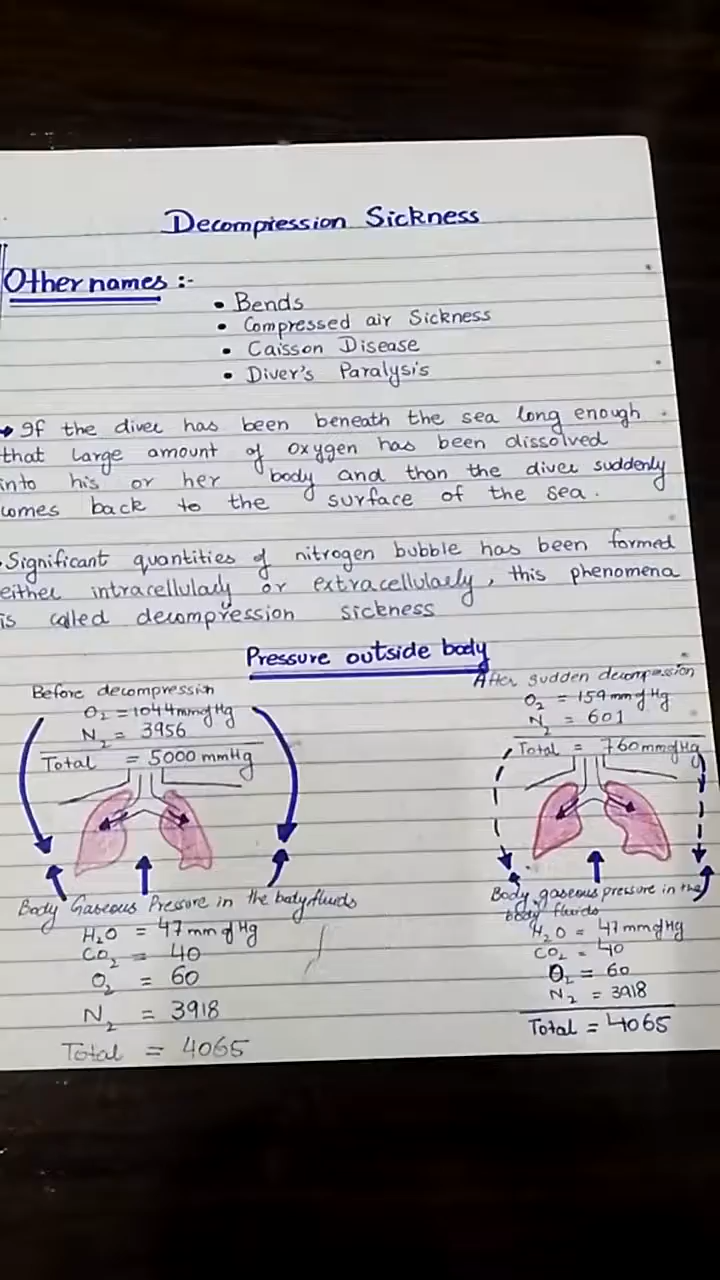 Decompression Sickness
Other names :-
• Bends
• Compressed air Sickness
• Caisson Disease
• Diver's Paralysis
→ If the diver has been beneath the sea long enough
that large amount of oxygen has been dissolved
into his or her body and than the diver suddenly
comes back to the surface of the sea.
Significant quantities of nitrogen bubble has been formed
either intracellularly or extracellularly, this phenomena
is called decompression sickness
Pressure outside body
Before decompression
O2 = 1044 mm of Hg
N2 = 3956
Total = 5000 mmHg
Body Gaseous Pressure in the body fluids
H2O = 47 mm of Hg
CO2 = 40
O2 = 60
N2 = 3918
Total = 4065
After sudden decompression
O2 = 159 mm of Hg
N2 = 601
Total = 760 mm of Hg
Body gaseous pressure in the
body fluids
H2O = 47 mm of Hg
CO2 = 40
O2 = 60
N2 = 3918
Total = 4065